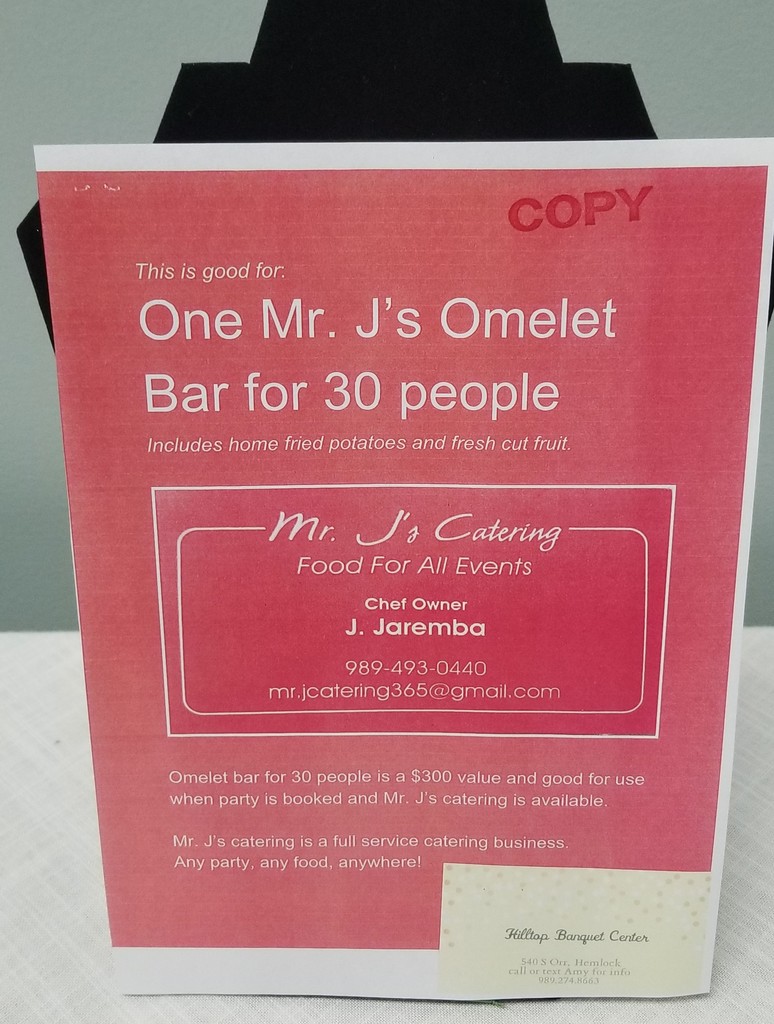 COPY
This is good for:
One Mr. J's Omelet
Bar for 30 people
Includes home fried potatoes and fresh cut fruit.
Mr. J's Catering
Food For All Events
Chef Owner
J. Jaremba
989-493-0440
mr.jcatering365@gmail.com
Omelet bar for 30 people is a $300 value and good for use
when party is booked and Mr. J's catering is available.
Mr. J's catering is a full service catering business.
Any party, any food, anywhere!
Hilltop Banquet Center
540 S Orr, Hemlock
call or text Amy for info
989.274.8663